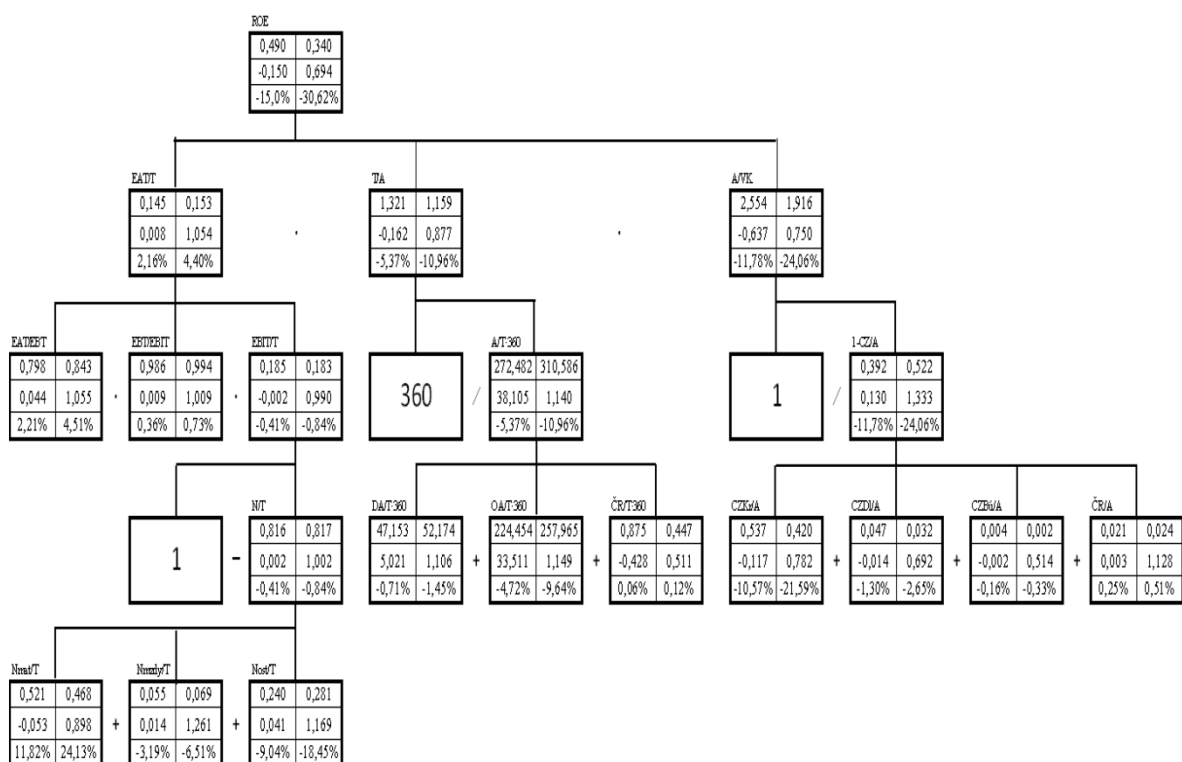 ROE
0,490 0,340
-0,150 0,694
-15,0% -30,62%
EAT/T T/A A/VK
0,145 0,153 1,321 1,159 2,554 1,916
0,008 1,054 · -0,162 0,877 · -0,637 0,750
2,16% 4,40% -5,37% -10,96% -11,78% -24,06%
EAT/EBT EBT/EBIT EBIT/T A/T·360 1-CZ/A
0,798 0,843 0,986 0,994 0,185 0,183 272,482 310,586 0,392 0,522
0,044 1,055 · 0,009 1,009 · -0,002 0,990 360 / 38,105 1,140 1 / 0,130 1,333
2,21% 4,51% 0,36% 0,73% -0,41% -0,84% -5,37% -10,96% -11,78% -24,06%
N/T DA/T·360 OA/T·360 ČR/T·360 CZKr/A CZDl/A CZBú/A ČR/A
0,816 0,817 47,153 52,174 224,454 257,965 0,875 0,447 0,537 0,420 0,047 0,032 0,004 0,002 0,021 0,024
1 - 0,002 1,002 5,021 1,106 + 33,511 1,149 + -0,428 0,511 -0,117 0,782 + -0,014 0,692 + -0,002 0,514 + 0,003 1,128
-0,41% -0,84% -0,71% -1,45% -4,72% -9,64% 0,06% 0,12% -10,57% -21,59% -1,30% -2,65% -0,16% -0,33% 0,25% 0,51%
Nmat/T Nmzdy/T Nost/T
0,521 0,468 0,055 0,069 0,240 0,281
-0,053 0,898 + 0,014 1,261 + 0,041 1,169
11,82% 24,13% -3,19% -6,51% -9,04% -18,45%